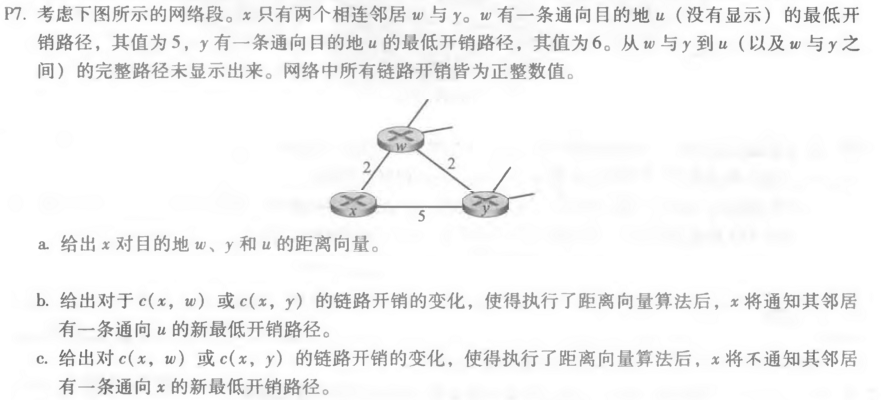 P7. 考虑下图所示的网络段。x 只有两个相连邻居 w 与 y。w 有一条通向目的地 u（没有显示）的最低开
销路径，其值为 5，y 有一条通向目的地 u 的最低开销路径，其值为 6。从 w 与 y 到 u（以及 w 与 y 之
间）的完整路径未显示出来。网络中所有链路开销皆为正整数值。
w
2
2
x
5
y
a. 给出 x 对目的地 w、y 和 u 的距离向量。
b. 给出对于 c(x, w) 或 c(x, y) 的链路开销的变化，使得执行了距离向量算法后，x 将通知其邻居
有一条通向 u 的新最低开销路径。
c. 给出对 c(x, w) 或 c(x, y) 的链路开销的变化，使得执行了距离向量算法后，x 将不通知其邻居
有一条通向 x 的新最低开销路径。